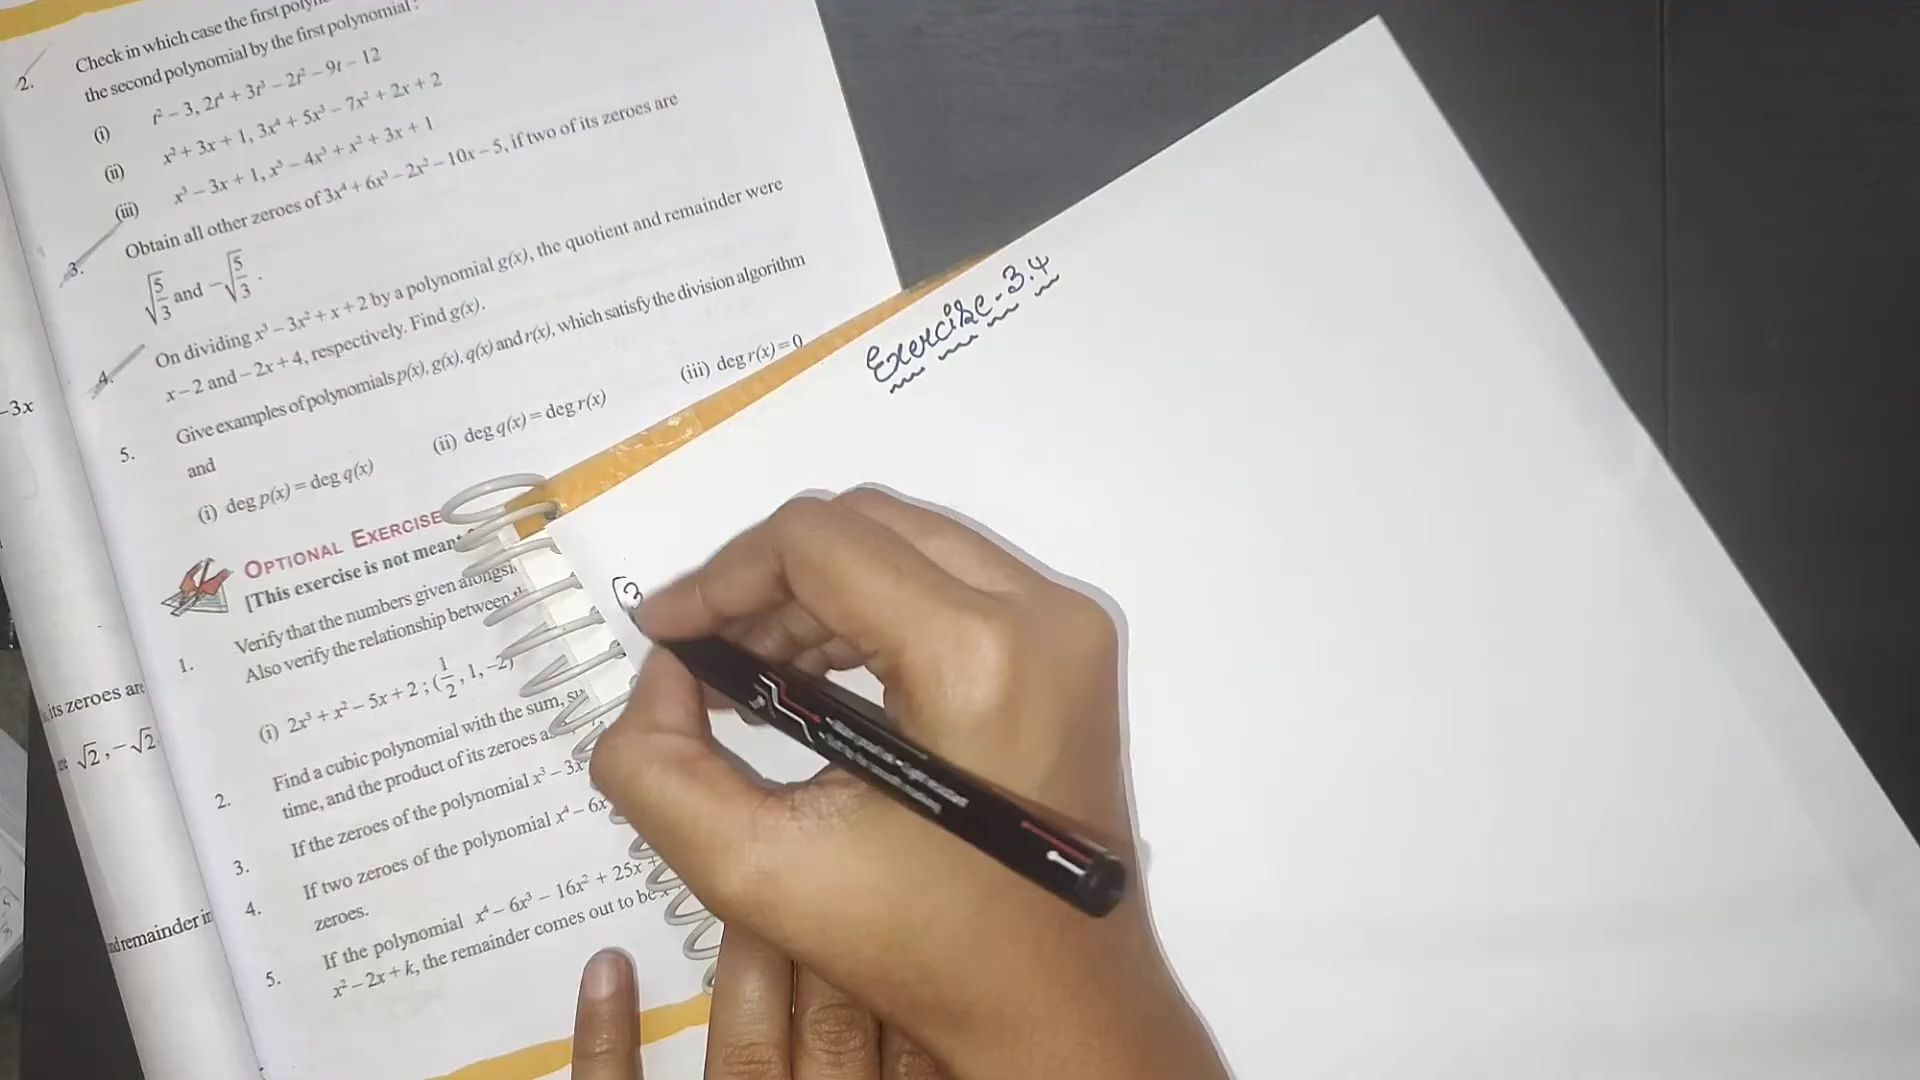 2. Check in which case the first
the second polynomial by the first polynomial:
(i) t² – 3, 2t⁴ + 3t³ – 2t² – 9t – 12
(ii) x² + 3x + 1, 3x⁴ + 5x³ – 7x² + 2x + 2
(iii) x³ – 3x + 1, x⁵ – 4x³ + x² + 3x + 1
3. Obtain all other zeroes of 3x⁴ + 6x³ – 2x² – 10x – 5, if two of its zeroes are
√(5/3) and –√(5/3) .
4. On dividing x³ – 3x² + x + 2 by a polynomial g(x), the quotient and remainder were
x – 2 and – 2x + 4, respectively. Find g(x).
5. Give examples of polynomials p(x), g(x), q(x) and r(x), which satisfy the division algorithm
and
(i) deg p(x) = deg q(x) (ii) deg q(x) = deg r(x) (iii) deg r(x) = 0
OPTIONAL EXERCISE
[This exercise is not meant
1. Verify that the numbers given alongsi
Also verify the relationship between
(i) 2x³ + x² – 5x + 2 ; (1/2, 1, –2)
2. Find a cubic polynomial with the sum,
time, and the product of its zeroes a
3. If the zeroes of the polynomial x³ – 3x
4. If two zeroes of the polynomial x⁴ – 6x
zeroes.
5. If the polynomial x⁴ – 6x³ – 16x² + 25x +
x² – 2x + k, the remainder comes out to be x
–3x
its zeroes are
√2 , –√2
remainder in
Exercise - 3.4
(3